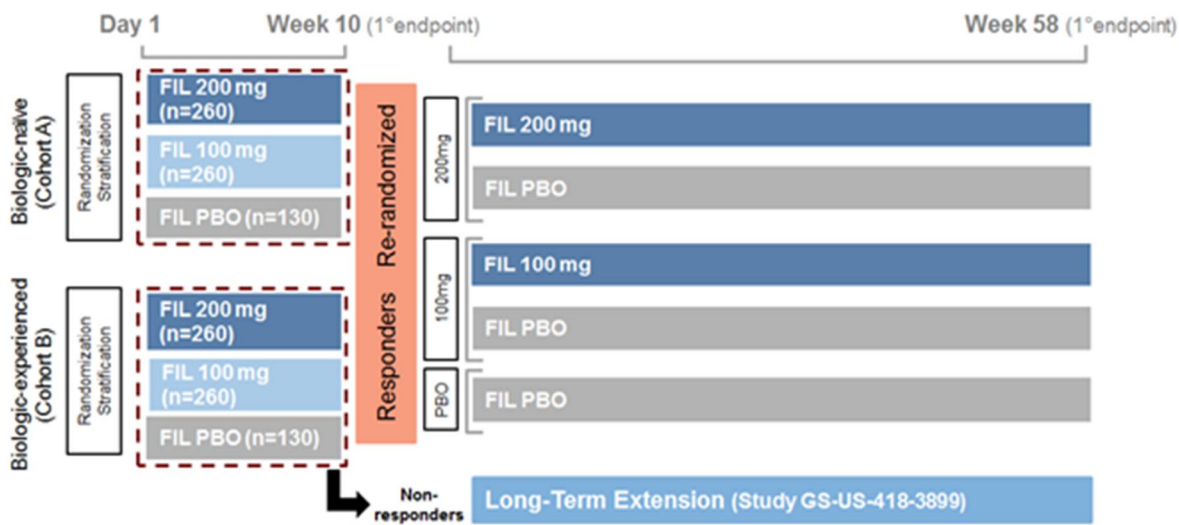 Day 1
Week 10 (1°endpoint)
Week 58 (1°endpoint)
Biologic-naïve
(Cohort A)
Randomization
Stratification
FIL 200 mg
(n=260)
FIL 100 mg
(n=260)
FIL PBO (n=130)
Biologic-experienced
(Cohort B)
Randomization
Stratification
FIL 200 mg
(n=260)
FIL 100 mg
(n=260)
FIL PBO (n=130)
Responders Re-randomized
200mg
FIL 200 mg
FIL PBO
100mg
FIL 100 mg
FIL PBO
PBO
FIL PBO
Non-
responders
Long-Term Extension (Study GS-US-418-3899)